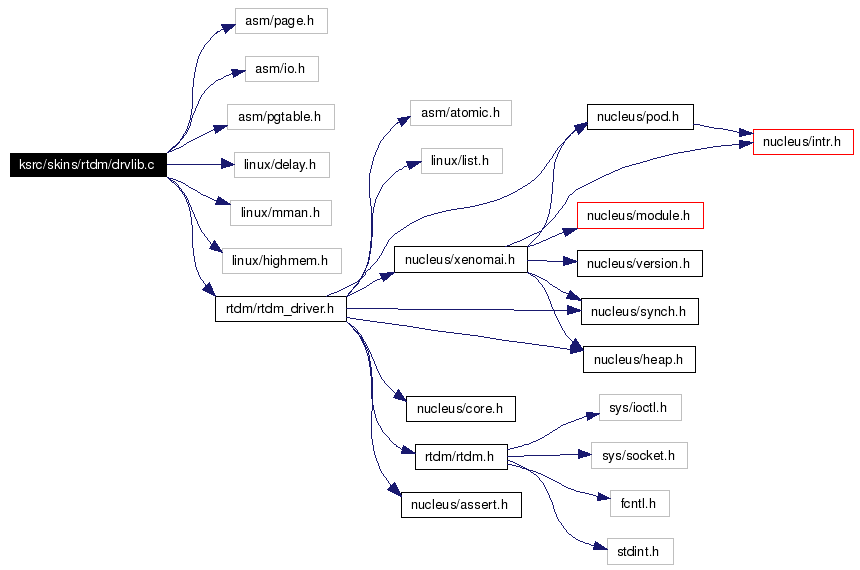 ksrc/skins/rtdm/drvlib.c
asm/page.h
asm/io.h
asm/pgtable.h
linux/delay.h
linux/mman.h
linux/highmem.h
rtdm/rtdm_driver.h
asm/atomic.h
linux/list.h
nucleus/xenomai.h
nucleus/core.h
rtdm/rtdm.h
nucleus/assert.h
nucleus/pod.h
nucleus/module.h
nucleus/version.h
nucleus/synch.h
nucleus/heap.h
sys/ioctl.h
sys/socket.h
fcntl.h
stdint.h
nucleus/intr.h